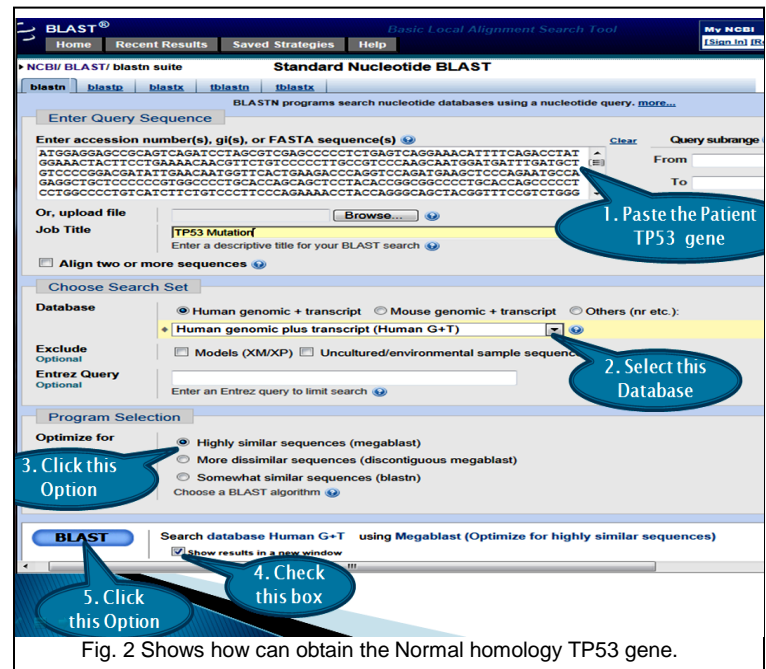 BLAST®
Basic Local Alignment Search Tool
My NCBI
Home Recent Results Saved Strategies Help
[Sign In]
NCBI/ BLAST/ blastn suite
Standard Nucleotide BLAST
blastn blastp blastx tblastn tblastx
BLASTN programs search nucleotide databases using a nucleotide query. more...
Enter Query Sequence
Enter accession number(s), gi(s), or FASTA sequence(s)
Clear
Query subrange
ATGGAGGAGCCGCAGTCAGATCCTAGCGTCGAGCCCCCTCTGAGTCAGGAAACATTTTCAGACCTAT
GGAAACTACTTCCTGAAAACAACGTTCTGTCCCCCTTGCCGTCCCAAGCAATGGATGATTTGATGCT
GTCCCCGGACGATATTGAACAATGGTTCACTGAAGACCCAGGTCCAGATGAAGCTCCCAGAATGCCA
GAGGCTGCTCCCCCCGTGGCCCCTGCACCAGCAGCTCCTACACCGGCGGCCCCTGCACCAGCCCCCT
CCTGGCCCCTGTCATCTTCTGTCCCTTCCCAGAAAACCTACCAGGGCAGCTACGGTTTCCGTCTGGG
From
To
1. Paste the Patient TP53 gene
Or, upload file
Browse...
Job Title
TP53 Mutation
Enter a descriptive title for your BLAST search
Align two or more sequences
Choose Search Set
Database
Human genomic + transcript Mouse genomic + transcript Others (nr etc.):
Human genomic plus transcript (Human G+T)
Exclude
Optional
Models (XM/XP) Uncultured/environmental sample sequenc
Entrez Query
Optional
Enter an Entrez query to limit search
2. Select this Database
Program Selection
Optimize for
Highly similar sequences (megablast)
More dissimilar sequences (discontiguous megablast)
Somewhat similar sequences (blastn)
Choose a BLAST algorithm
3. Click this Option
BLAST
Search database Human G+T using Megablast (Optimize for highly similar sequences)
Show results in a new window
4. Check this box
5. Click this Option
Fig. 2 Shows how can obtain the Normal homology TP53 gene.